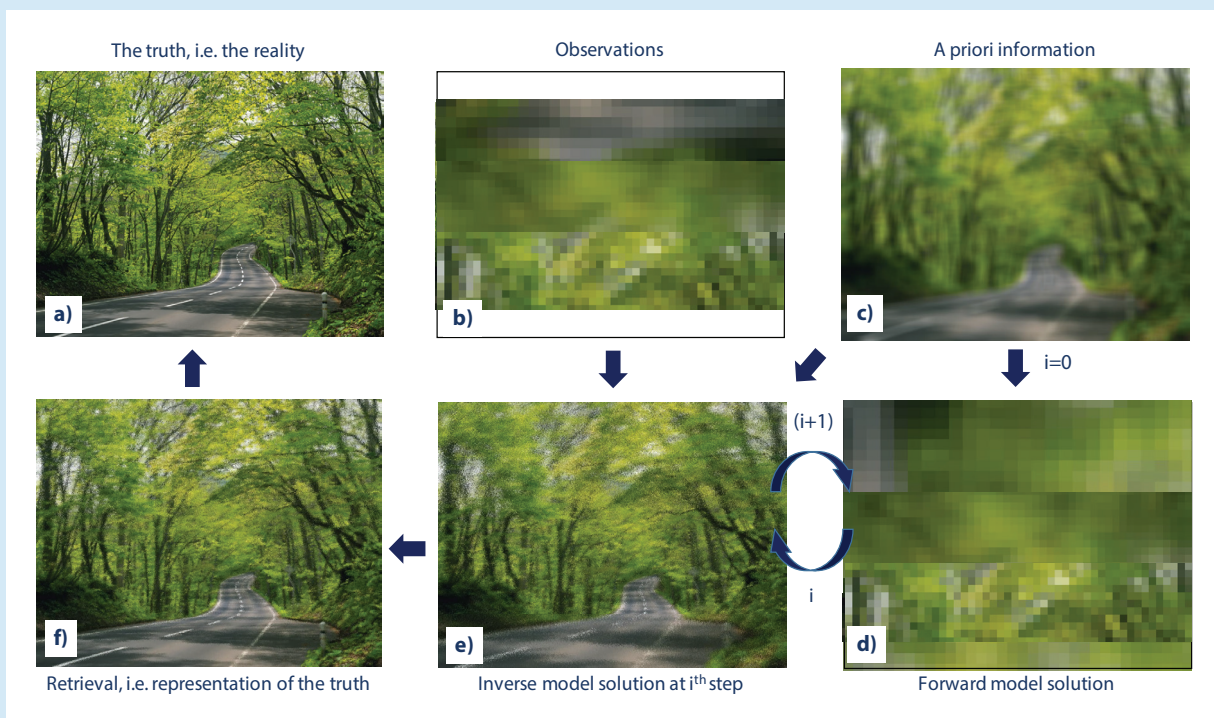 The truth, i.e. the reality
Observations
A priori information
a)
b)
c)
i=0
(i+1)
i
f)
e)
d)
Retrieval, i.e. representation of the truth
Inverse model solution at iᵗʰ step
Forward model solution